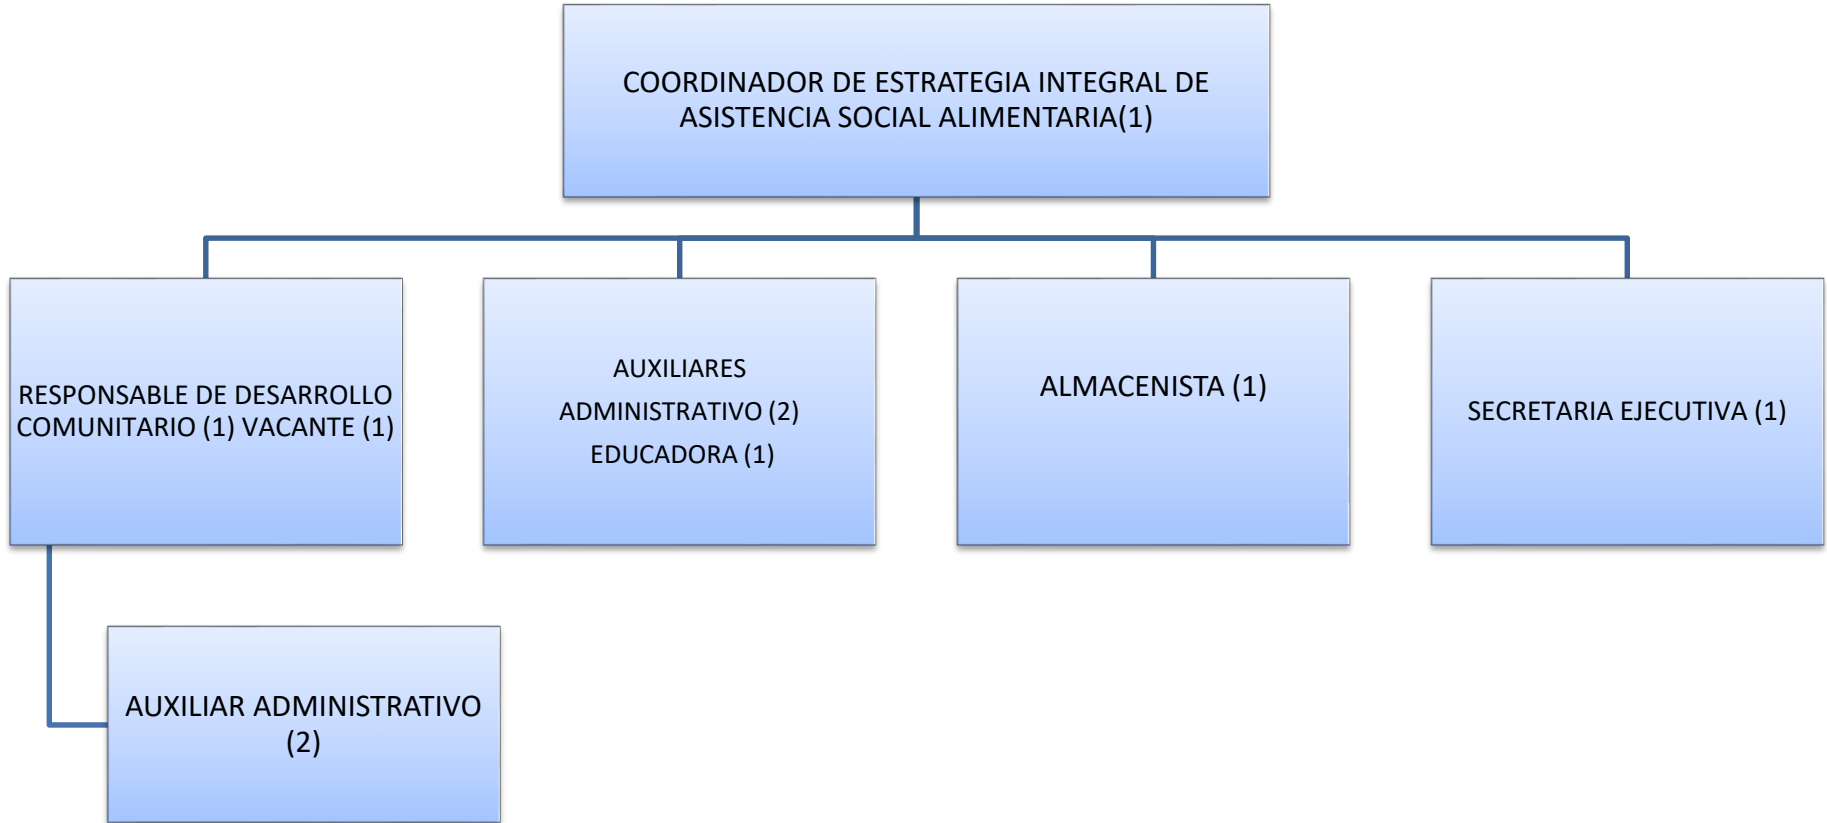 COORDINADOR DE ESTRATEGIA INTEGRAL DE
ASISTENCIA SOCIAL ALIMENTARIA(1)
RESPONSABLE DE DESARROLLO
COMUNITARIO (1) VACANTE (1)
AUXILIARES
ADMINISTRATIVO (2)
EDUCADORA (1)
ALMACENISTA (1)
SECRETARIA EJECUTIVA (1)
AUXILIAR ADMINISTRATIVO
(2)